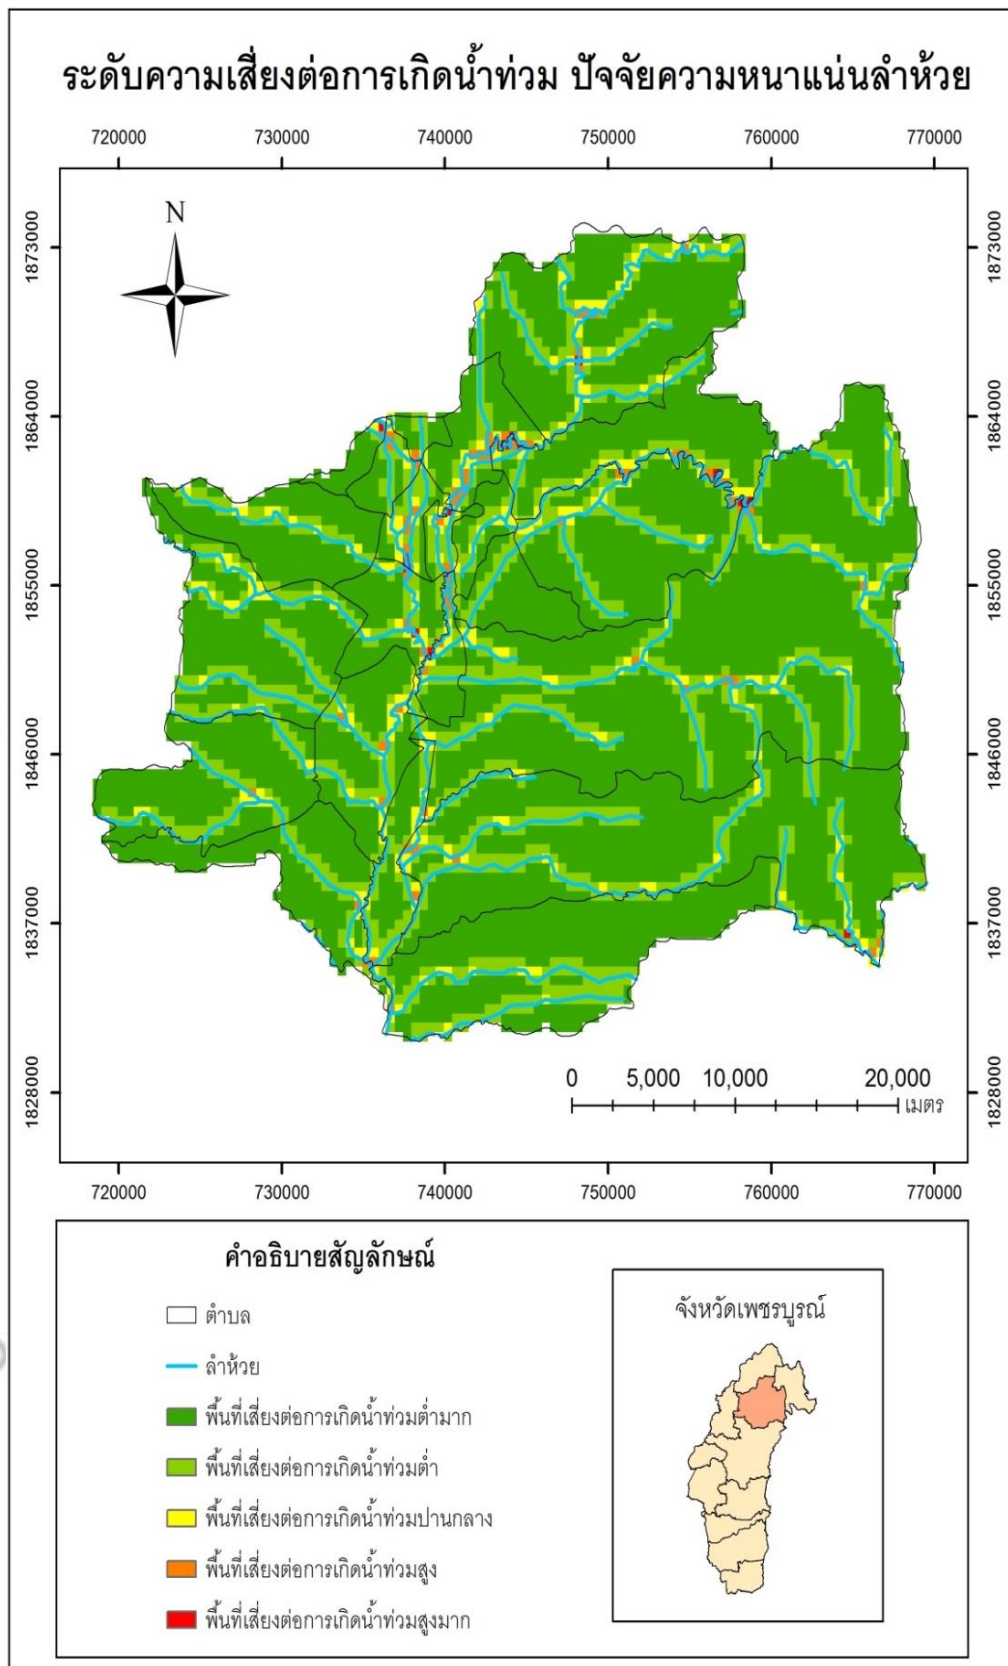 ระดับความเสี่ยงต่อการเกิดน้ำท่วม ปัจจัยความหนาแน่นลำห้วย
720000 730000 740000 750000 760000 770000
N
1873000 1873000
1864000 1864000
1855000 1855000
1846000 1846000
1837000 1837000
1828000 1828000
0 5,000 10,000 20,000
เมตร
720000 730000 740000 750000 760000 770000
คำอธิบายสัญลักษณ์
ตำบล
ลำห้วย
พื้นที่เสี่ยงต่อการเกิดน้ำท่วมต่ำมาก
พื้นที่เสี่ยงต่อการเกิดน้ำท่วมต่ำ
พื้นที่เสี่ยงต่อการเกิดน้ำท่วมปานกลาง
พื้นที่เสี่ยงต่อการเกิดน้ำท่วมสูง
พื้นที่เสี่ยงต่อการเกิดน้ำท่วมสูงมาก
จังหวัดเพชรบูรณ์